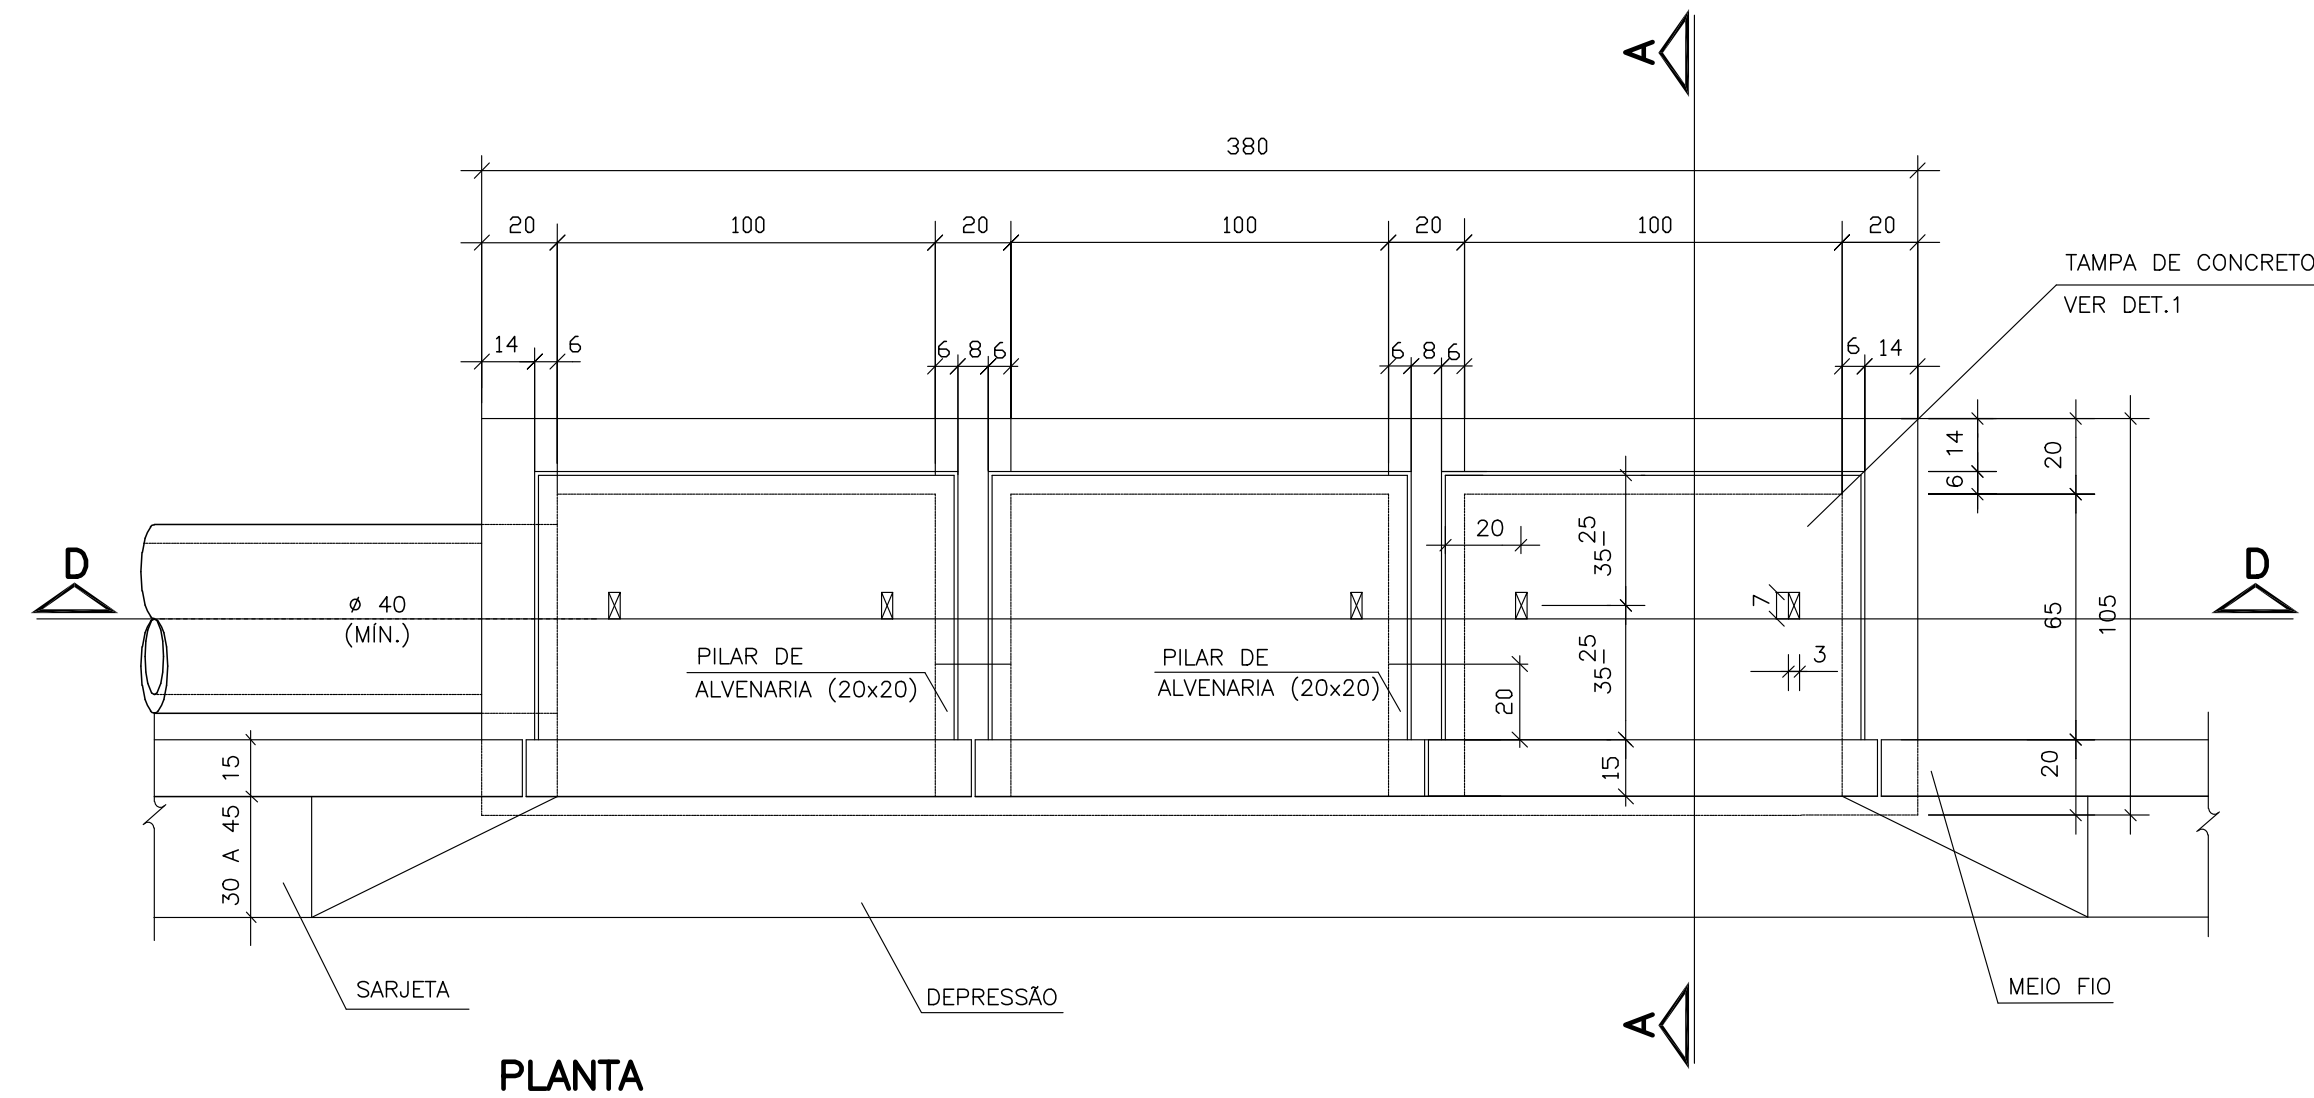 A
380
20
100
20
100
20
100
20
TAMPA DE CONCRETO
VER DET.1
14
6
6
8
6
6
8
6
6
14
14
6
20
65
105
20
20
35-25
35-25
7
3
20
15
D
D
ø 40
(MÍN.)
PILAR DE
ALVENARIA (20x20)
PILAR DE
ALVENARIA (20x20)
15
30 A 45
SARJETA
DEPRESSÃO
MEIO FIO
A
PLANTA